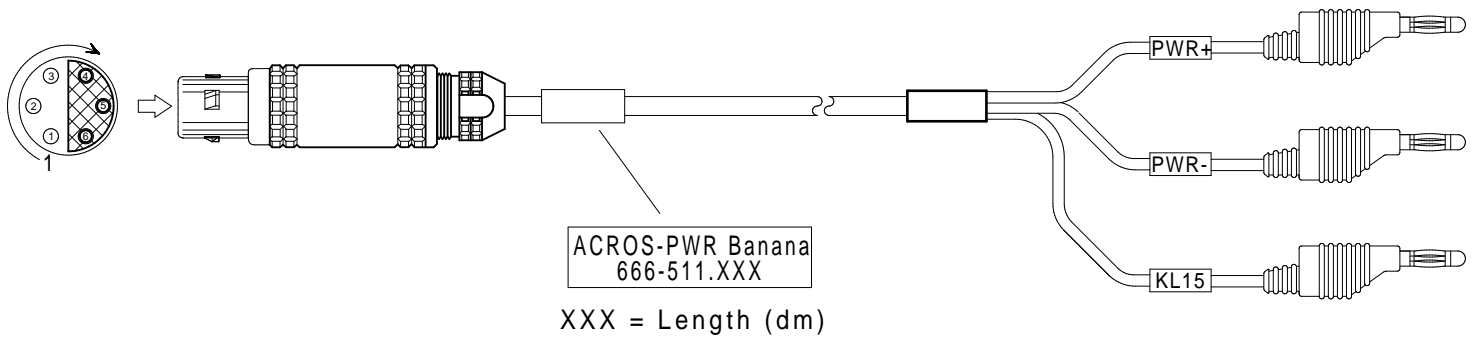 3
4
2
5
1
6
1
PWR+
PWR-
KL15
ACROS-PWR Banana
666-511.XXX
XXX = Length (dm)